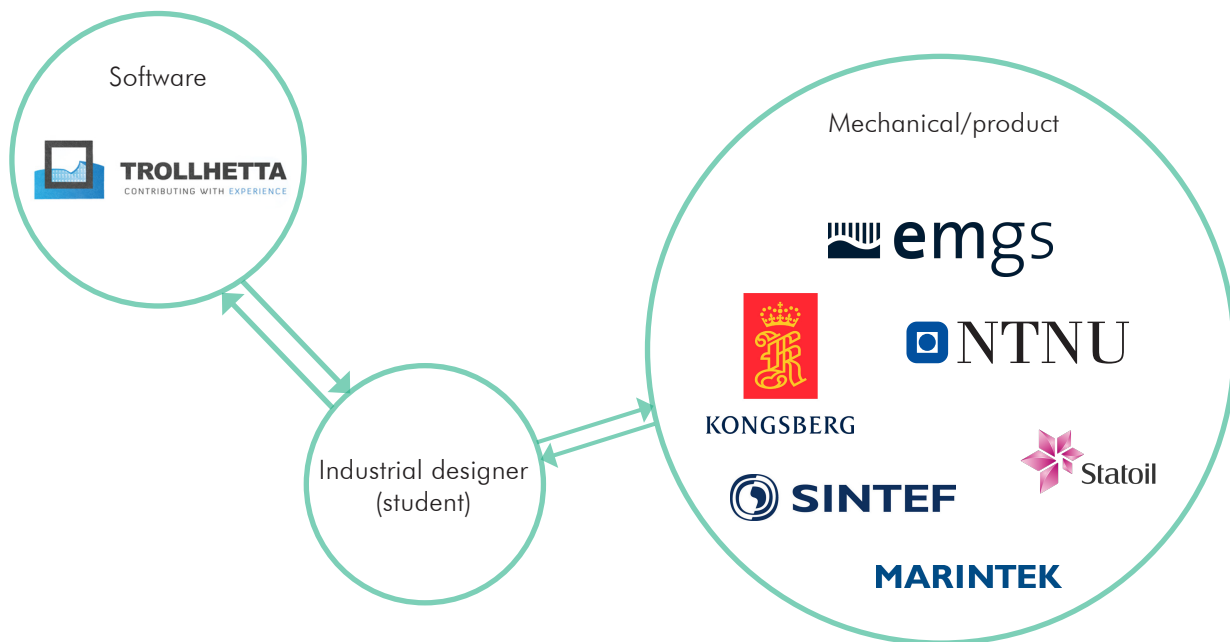 Software
TROLLHETTA
CONTRIBUTING WITH EXPERIENCE
Industrial designer
(student)
Mechanical/product
emgs
NTNU
KONGSBERG
Statoil
SINTEF
MARINTEK